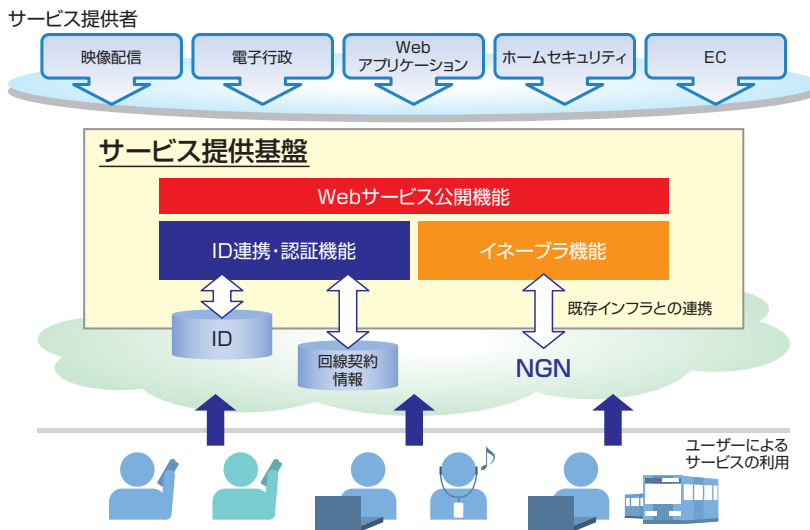 サービス提供者
映像配信
電子行政
Web
アプリケーション
ホームセキュリティ
EC
サービス提供基盤
Webサービス公開機能
ID連携・認証機能
イネーブラ機能
既存インフラとの連携
ID
回線契約
情報
NGN
ユーザーによる
サービスの利用